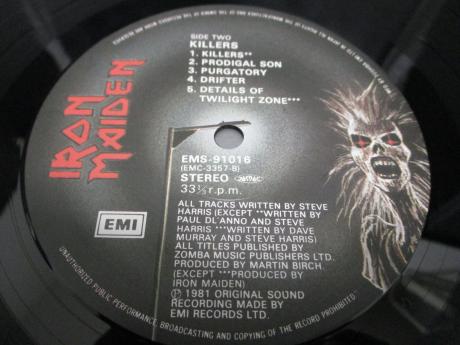 SIDE TWO
KILLERS
1. KILLERS**
2. PRODIGAL SON
3. PURGATORY
4. DRIFTER
5. DETAILS OF
TWILIGHT ZONE***
IRON
MAIDEN
EMS-91016
(EMC-3357-B)
STEREO
33⅓ r.p.m.
EMI
ALL TRACKS WRITTEN BY STEVE
HARRIS (EXCEPT **WRITTEN BY
PAUL DI,ANNO AND STEVE
HARRIS ***WRITTEN BY DAVE
MURRAY AND STEVE HARRIS)
ALL TITLES PUBLISHED BY
ZOMBA MUSIC PUBLISHERS LTD.
PRODUCED BY MARTIN BIRCH.
(EXCEPT ***PRODUCED BY
IRON MAIDEN)
Ⓟ 1981 ORIGINAL SOUND
RECORDING MADE BY
EMI RECORDS LTD.
UNAUTHORIZED PUBLIC PERFORMANCE, BROADCASTING AND COPYING OF THE RECORD PROHIBITED.